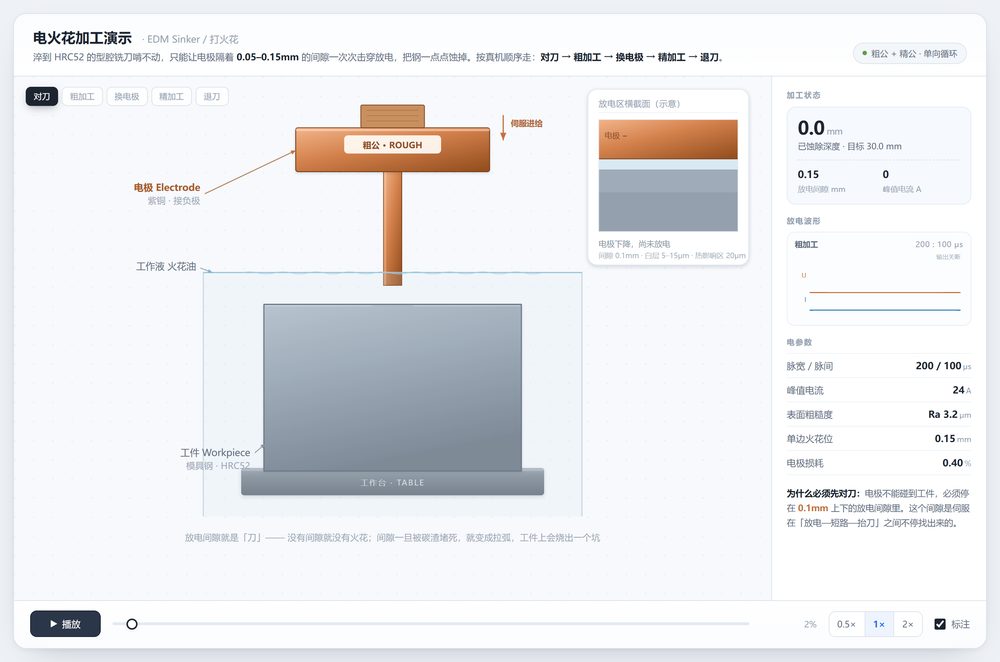 电火花加工演示 · EDM Sinker / 打火花
淬到 HRC52 的型腔铣刀啃不动，只能让电极隔着 0.05–0.15mm 的间隙一次次击穿放电，把钢一点点蚀掉。按真机顺序走：对刀 → 粗加工 → 换电极 → 精加工 → 退刀。
粗公 + 精公 · 单向循环
对刀
粗加工
换电极
精加工
退刀
粗公 · ROUGH
伺服进给
电极 Electrode
紫铜 · 接负极
工作液 火花油
工件 Workpiece
模具钢 · HRC52
工作台 · TABLE
放电间隙就是「刀」—— 没有间隙就没有火花；间隙一旦被碳渣堵死，就变成拉弧，工件上会烧出一个坑
放电区横截面（示意）
电极 −
电极下降，尚未放电
间隙 0.1mm · 白层 5–15μm · 热影响区 20μm
加工状态
0.0 mm
已蚀除深度 · 目标 30.0 mm
0.15
放电间隙 mm
0
峰值电流 A
放电波形
粗加工
200 : 100 μs
输出关断
U
I
电参数
脉宽 / 脉间 200 / 100 μs
峰值电流 24 A
表面粗糙度 Ra 3.2 μm
单边火花位 0.15 mm
电极损耗 0.40 %
为什么必须先对刀：电极不能碰到工件，必须停
在 0.1mm 上下的放电间隙里。这个间隙是伺服
在「放电—短路—抬刀」之间不停找出来的。
▶ 播放
2%
0.5×
1×
2×
标注